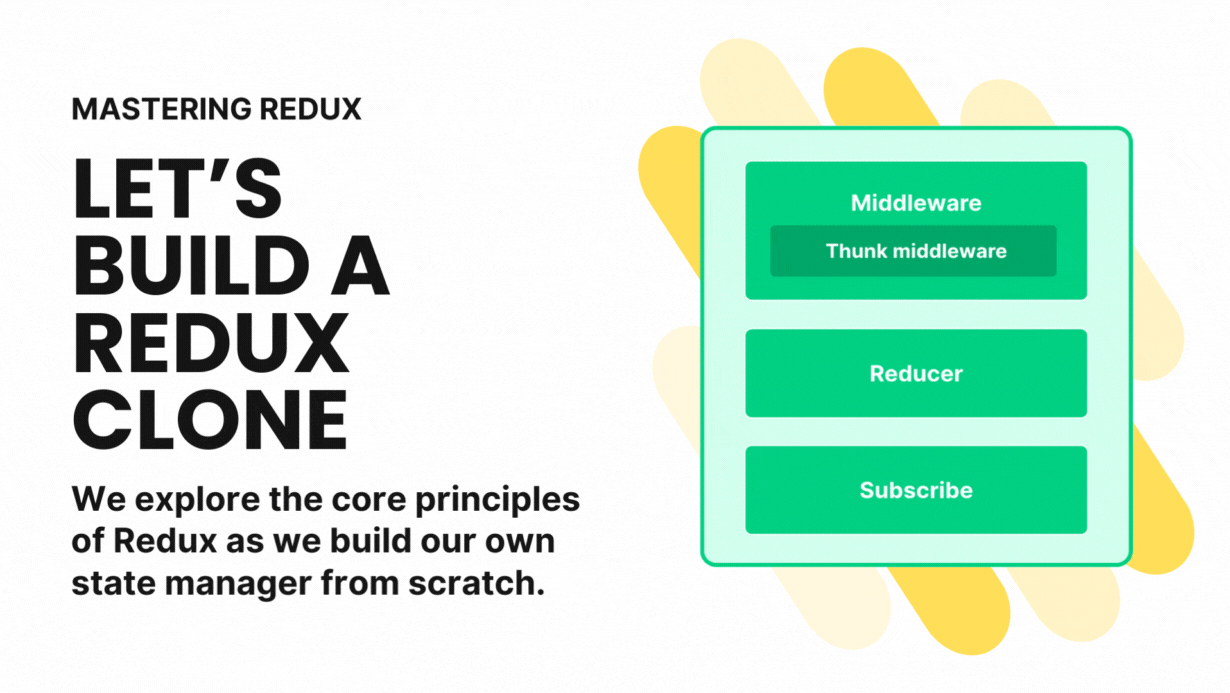 MASTERING REDUX
LET’S
BUILD A
REDUX
CLONE
We explore the core principles
of Redux as we build our own
state manager from scratch.
Middleware
Thunk middleware
Reducer
Subscribe